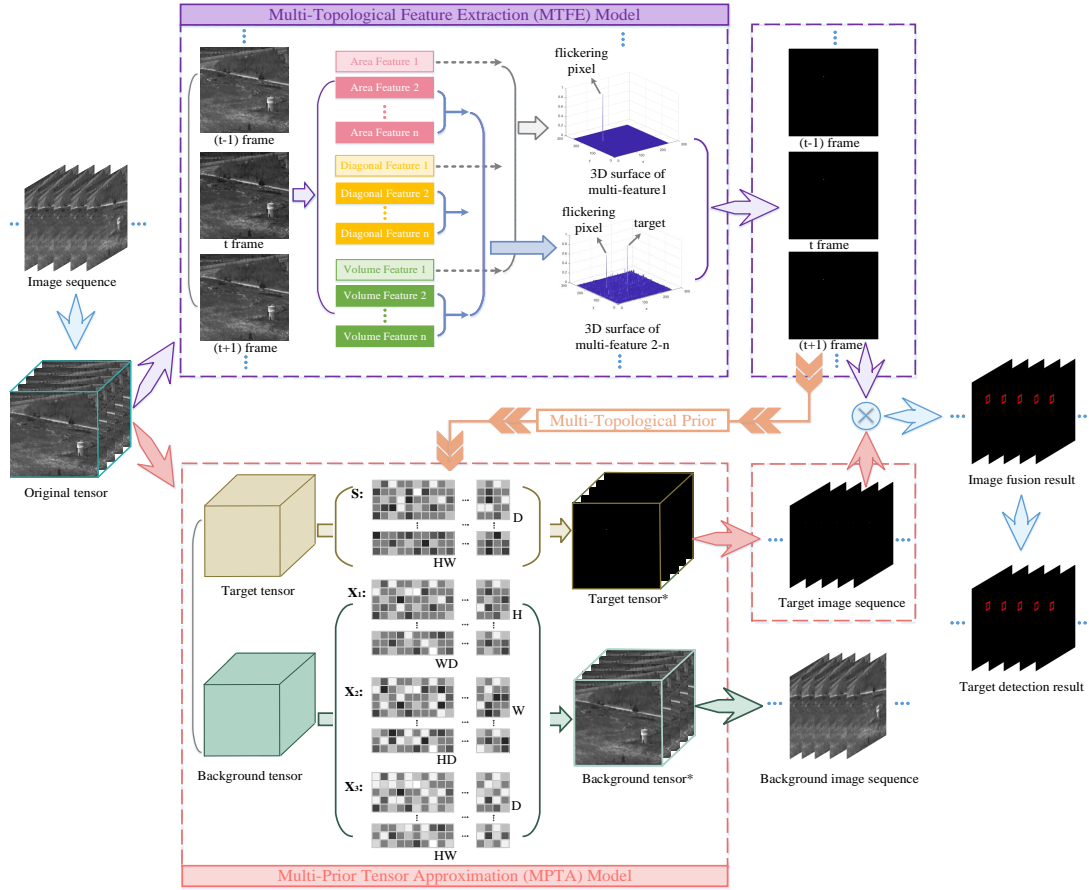 Multi-Topological Feature Extraction (MTFE) Model
(t-1) frame
t frame
(t+1) frame
Area Feature 1
Area Feature 2
Area Feature n
Diagonal Feature 1
Diagonal Feature 2
Diagonal Feature n
Volume Feature 1
Volume Feature 2
Volume Feature n
flickering
pixel
3D surface of
multi-feature1
flickering
pixel
target
3D surface of
multi-feature 2-n
(t-1) frame
t frame
(t+1) frame
Image sequence
Original tensor
Multi-Topological Prior
Image fusion result
Target detection result
Target tensor
S:
D
HW
Target tensor*
Target image sequence
X1:
H
WD
X2:
W
HD
X3:
D
HW
Background tensor
Background tensor*
Background image sequence
Multi-Prior Tensor Approximation (MPTA) Model